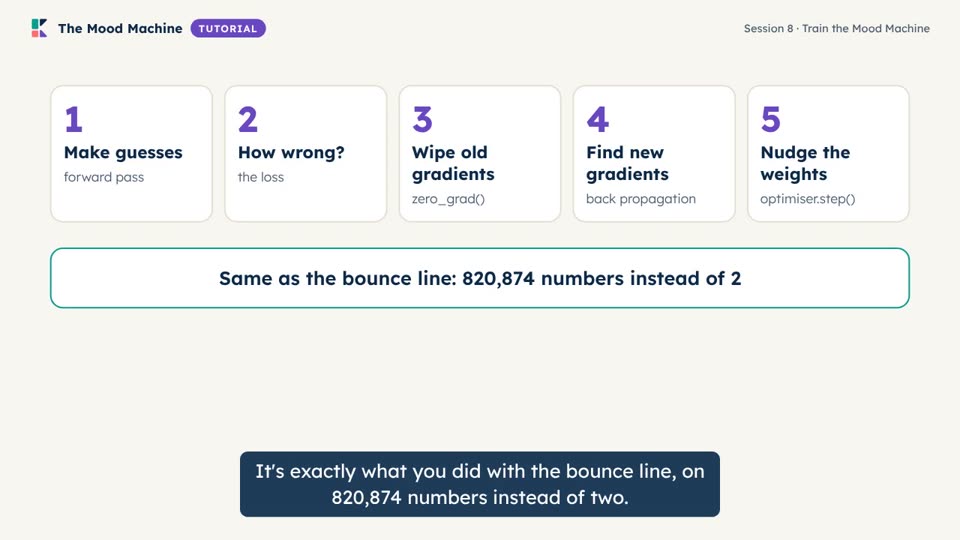 The Mood Machine
TUTORIAL
Session 8 · Train the Mood Machine
1
Make guesses
forward pass
2
How wrong?
the loss
3
Wipe old
gradients
zero_grad()
4
Find new
gradients
back propagation
5
Nudge the
weights
optimiser.step()
Same as the bounce line: 820,874 numbers instead of 2
It's exactly what you did with the bounce line, on
820,874 numbers instead of two.